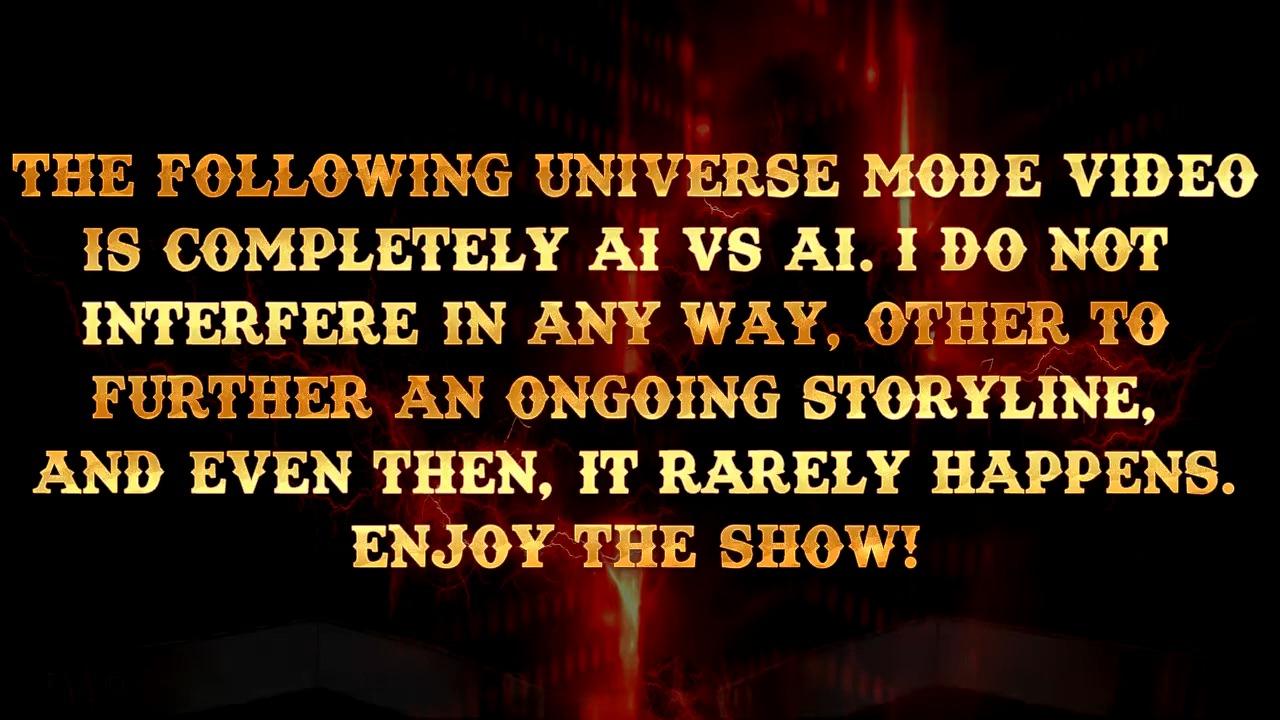 THE FOLLOWING UNIVERSE MODE VIDEO
IS COMPLETELY AI VS AI. I DO NOT
INTERFERE IN ANY WAY, OTHER TO
FURTHER AN ONGOING STORYLINE,
AND EVEN THEN, IT RARELY HAPPENS.
ENJOY THE SHOW!